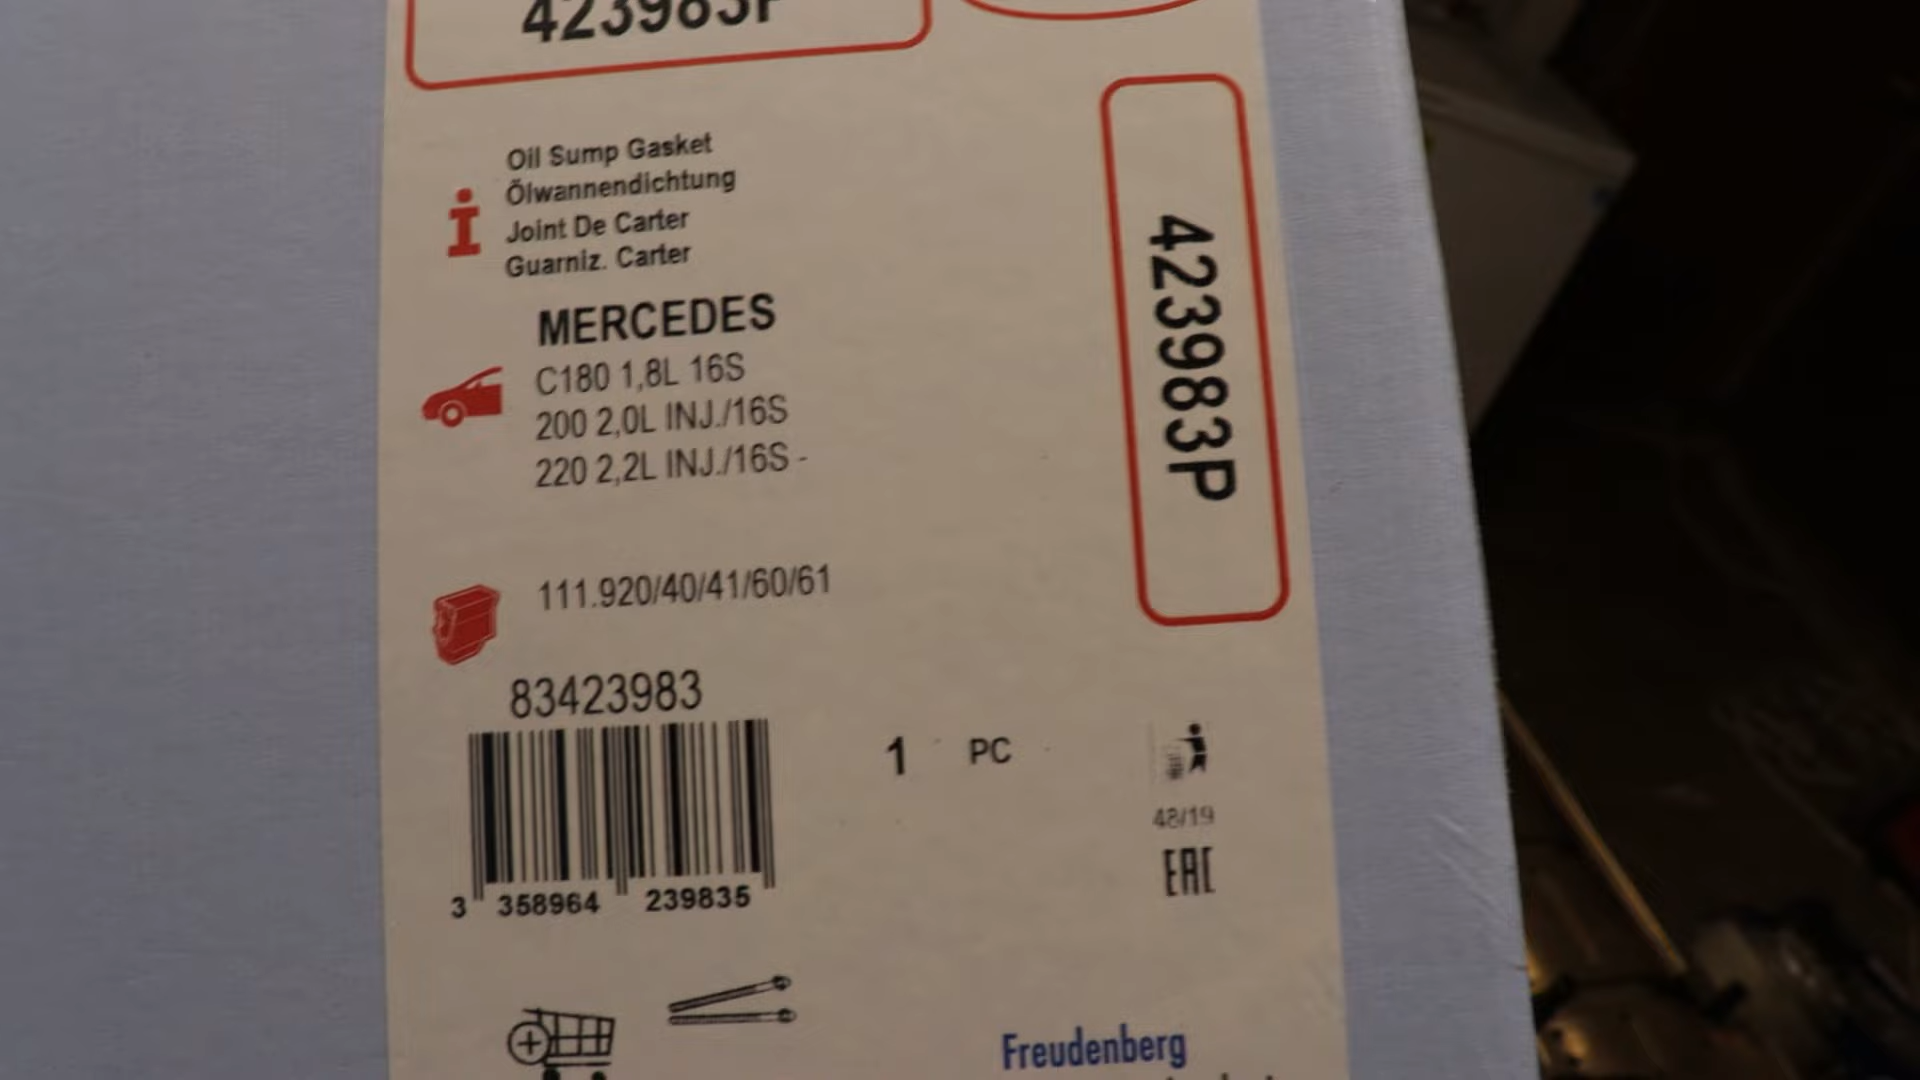 423983P
Oil Sump Gasket
Ölwannendichtung
Joint De Carter
Guarniz. Carter
MERCEDES
C180 1,8L 16S
200 2,0L INJ./16S
220 2,2L INJ./16S -
423983P
111.920/40/41/60/61
83423983
1 PC
48/19
EAC
3 358964 239835
Freudenberg